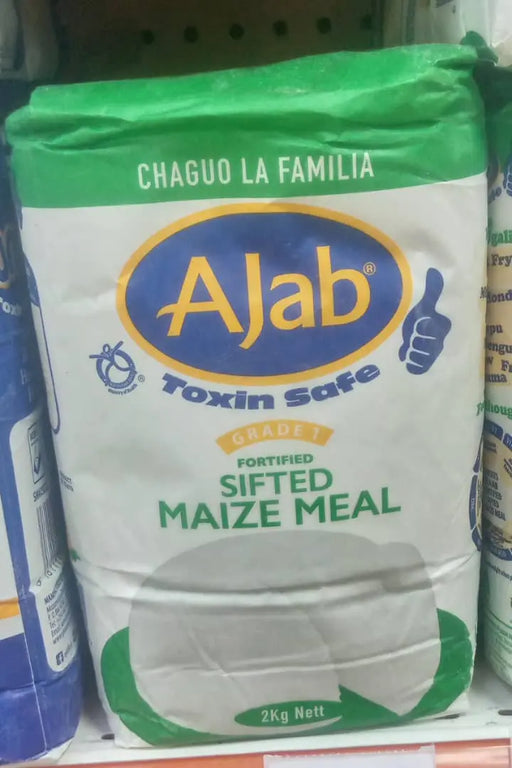 CHAGUO LA FAMILIA
AJab®
Toxin Safe
GRADE 1
FORTIFIED
SIFTED
MAIZE MEAL
2Kg Nett